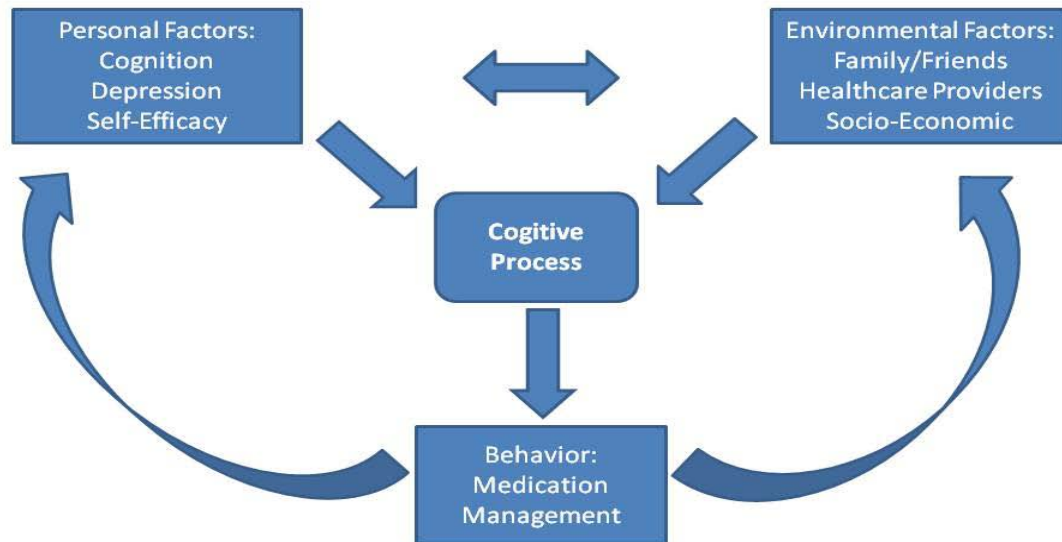 Personal Factors:
Cognition
Depression
Self-Efficacy
Environmental Factors:
Family/Friends
Healthcare Providers
Socio-Economic
Cogitive
Process
Behavior:
Medication
Management